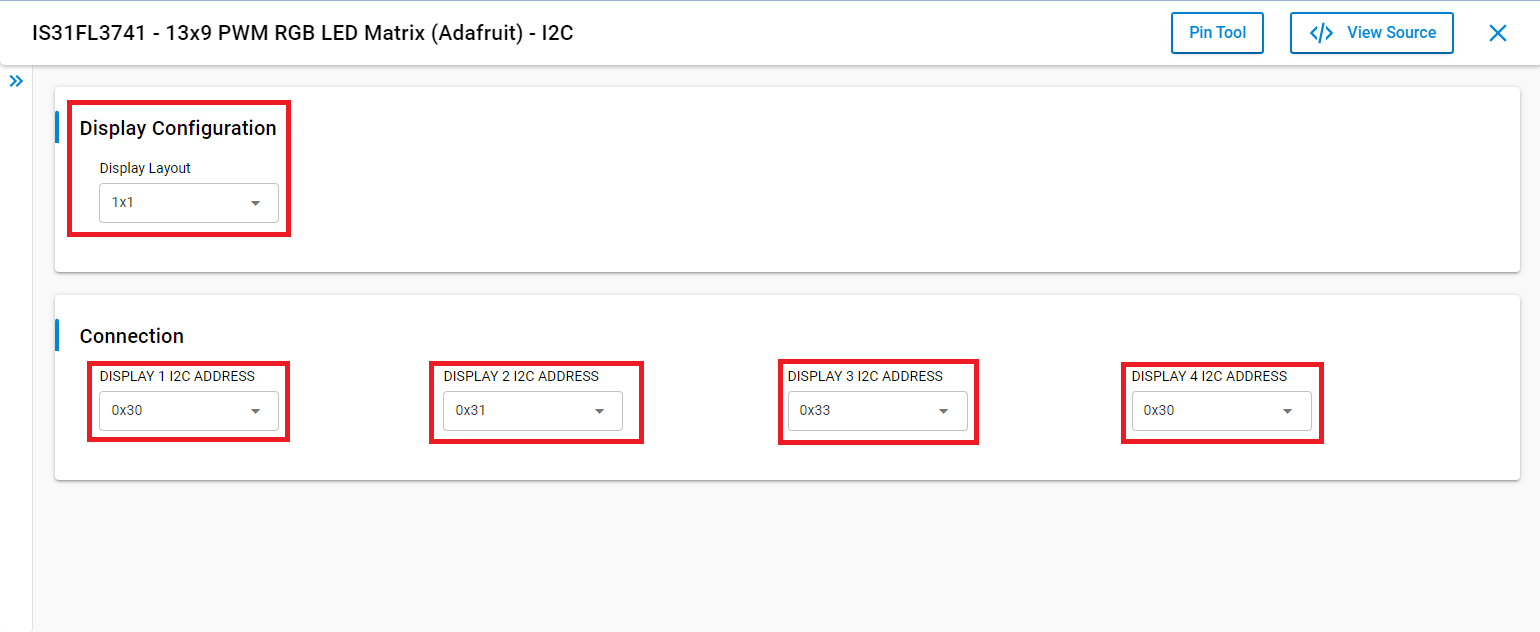 IS31FL3741 - 13x9 PWM RGB LED Matrix (Adafruit) - I2C
Pin Tool
</> View Source
Display Configuration
Display Layout
1x1
Connection
DISPLAY 1 I2C ADDRESS
0x30
DISPLAY 2 I2C ADDRESS
0x31
DISPLAY 3 I2C ADDRESS
0x33
DISPLAY 4 I2C ADDRESS
0x30